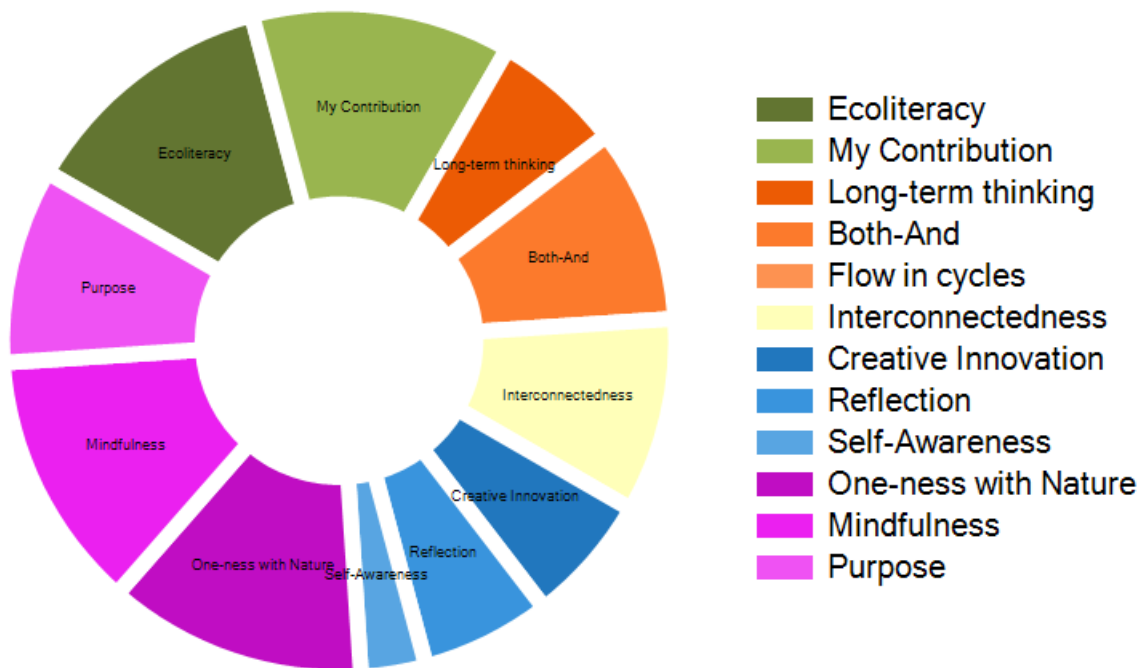 My Contribution
Ecoliteracy
Long-term thinking
Both-And
Purpose
Interconnectedness
Mindfulness
Creative Innovation
Reflection
One-ness with Nature
Self-Awareness
Ecoliteracy
My Contribution
Long-term thinking
Both-And
Flow in cycles
Interconnectedness
Creative Innovation
Reflection
Self-Awareness
One-ness with Nature
Mindfulness
Purpose